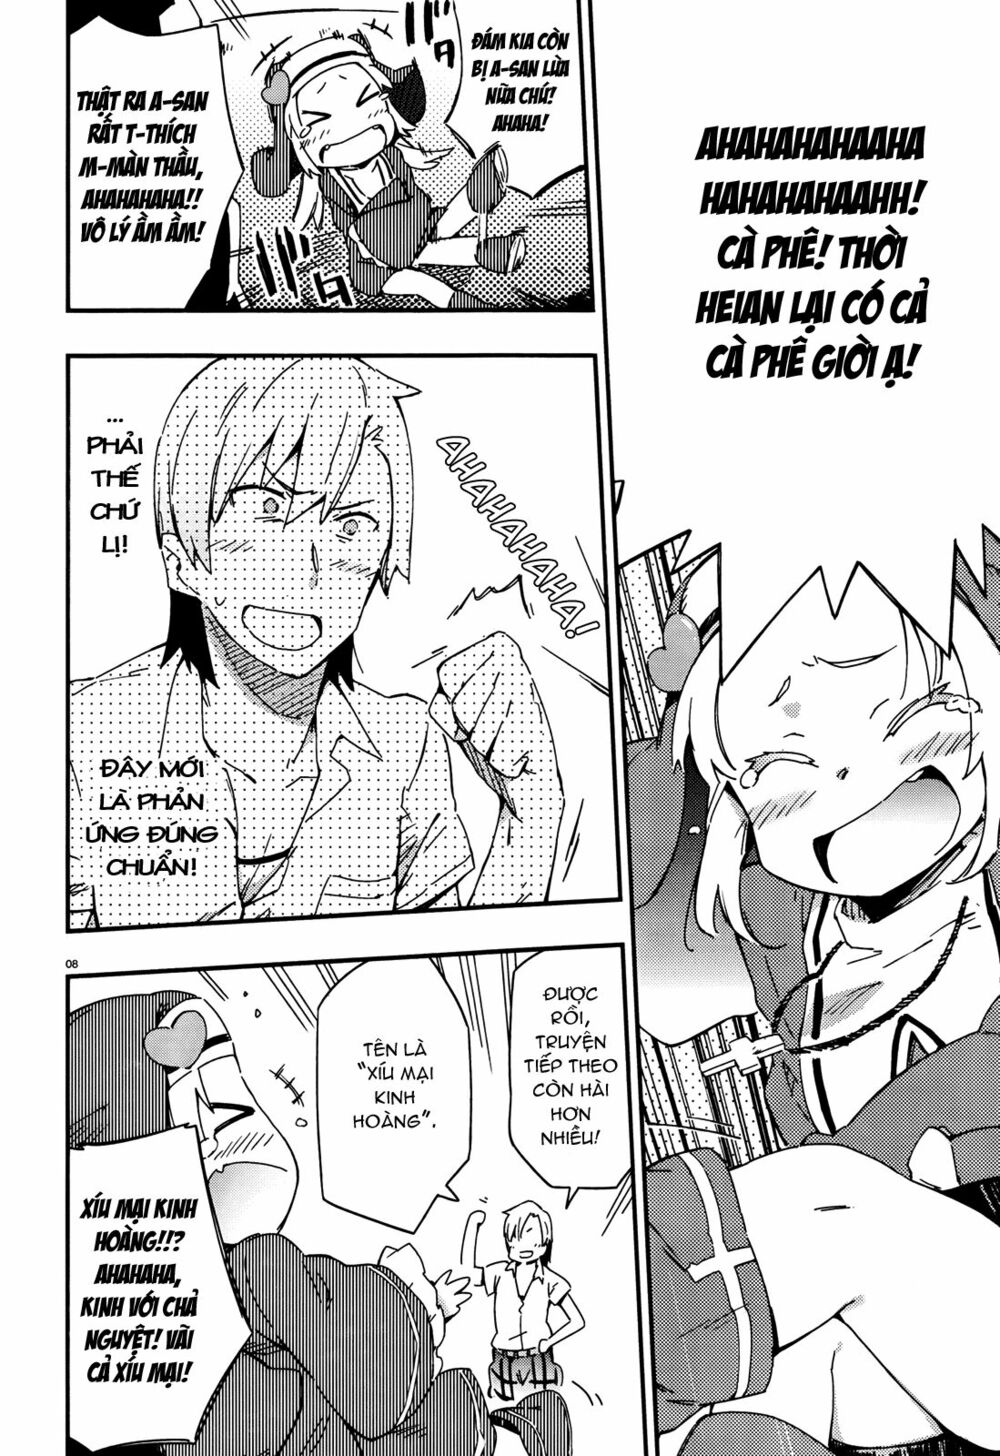 AHAHAHAHAAHA
HAHAHAHAAHH!
CÀ PHÊ! THỜI
HEIAN LẠI CÓ CẢ
CÀ PHÊ GIỜI Ạ!
ĐÁM KIA CÒN
BỊ A-SAN LỪA
NỮA CHỨ!
AHAHA!
THẬT RA A-SAN
RẤT T-THÍCH
M-MÀN THẦU,
AHAHAHAHA!!
VÔ LÝ ẦM ẦM!
AHAHAHAHAHA!
...
PHẢI
THẾ
CHỨ
LỊ!
ĐÂY MỚI
LÀ PHẢN
ỨNG ĐÚNG
CHUẨN!
08
ĐƯỢC
RỒI,
TRUYỆN
TIẾP THEO
CÒN HÀI
HƠN
NHIỀU!
TÊN LÀ
"XÍU MẠI
KINH
HOÀNG".
XÍU MẠI KINH
HOÀNG!!?
AHAHAHA,
KINH VỚI CHẢ
NGUYỆT! VÃI
CẢ XÍU MẠI!